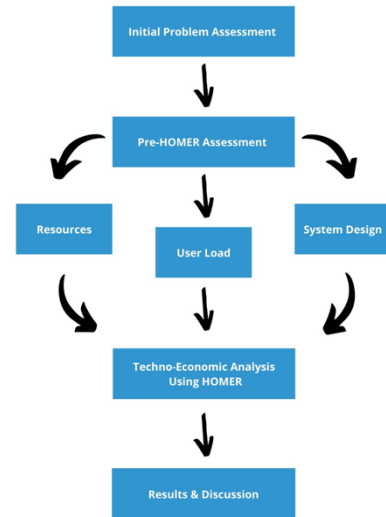 Initial Problem Assessment
Pre-HOMER Assessment
Resources
User Load
System Design
Techno-Economic Analysis
Using HOMER
Results & Discussion